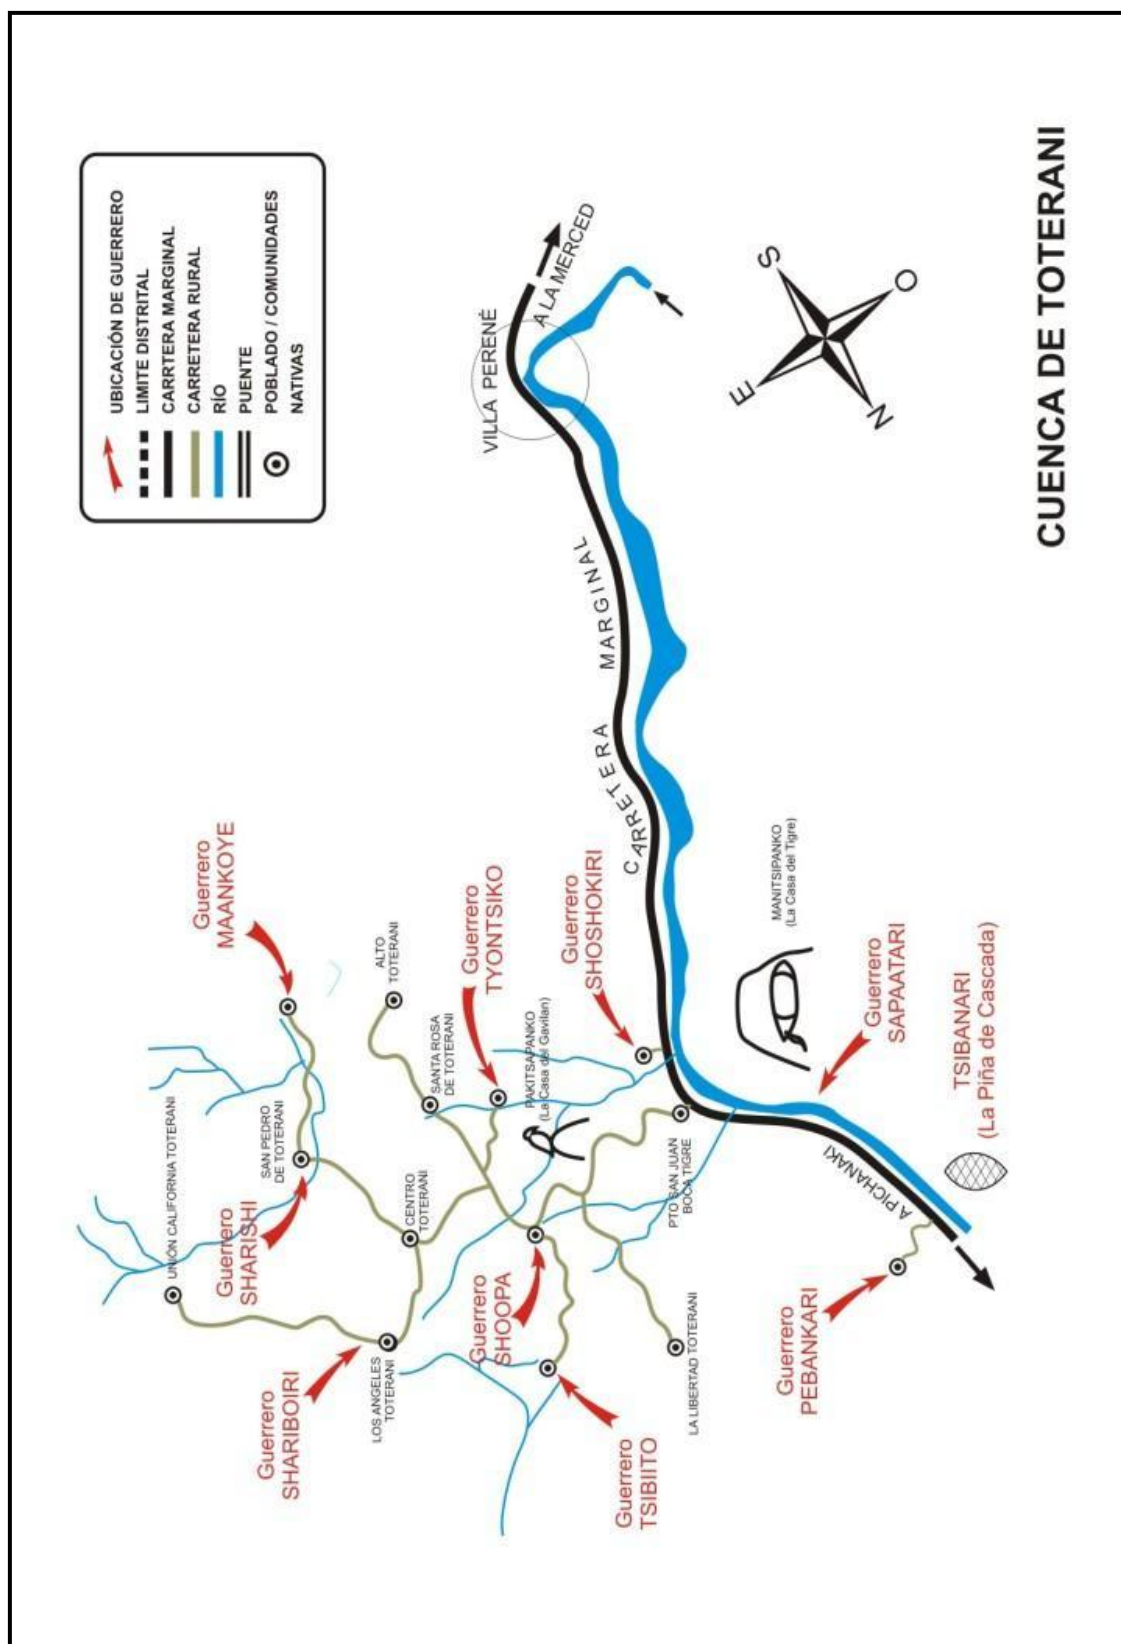 CUENCA DE TOTERANI
UBICACIÓN DE GUERRERO
LIMITE DISTRITAL
CARRTERA MARGINAL
CARRETERA RURAL
RÍO
PUENTE
POBLADO / COMUNIDADES
NATIVAS
VILLA PERENÉ
A LA MERCED
S
O
E
N
CARRETERA MARGINAL
Guerrero
MAANKOYE
ALTO
TOTERANI
Guerrero
TYONTSIKO
Guerrero
SHOSHOKIRI
MANITSIPANKO
(La Casa del Tigre)
Guerrero
SAPAATARI
TSIBANARI
(La Piña de Cascada)
SANTA ROSA
DE TOTERANI
PAKITSAPANKO
(La Casa del Gavilan)
UNIÓN CALIFORNIA TOTERANI
SAN PEDRO
DE TOTERANI
CENTRO
TOTERANI
PTO SAN JUAN
BOCA TIGRE
A PICHANAKI
Guerrero
SHARISHI
Guerrero
SHOOPA
Guerrero
SHARIBOIRI
LOS ANGELES
TOTERANI
LA LIBERTAD TOTERANI
Guerrero
PEBANKARI
Guerrero
TSIBIITO